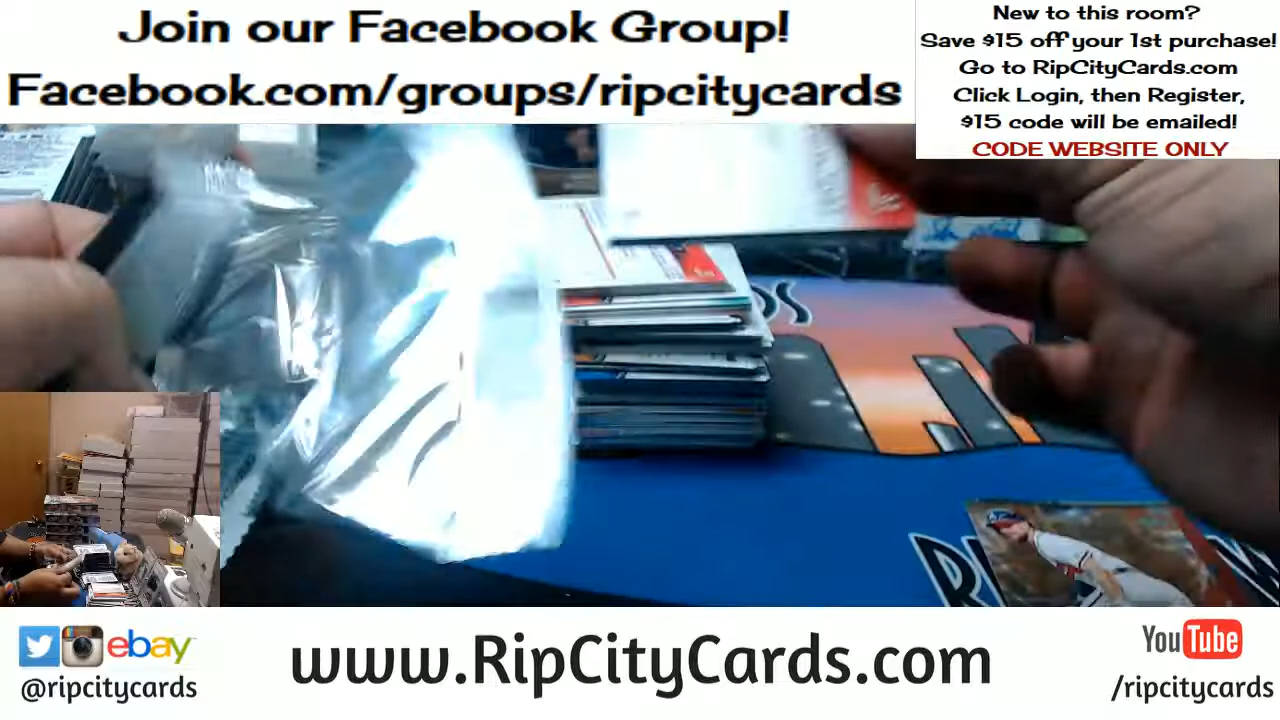 Join our Facebook Group!
Facebook.com/groups/ripcitycards
New to this room?
Save $15 off your 1st purchase!
Go to RipCityCards.com
Click Login, then Register,
$15 code will be emailed!
CODE WEBSITE ONLY
ebay
@ripcitycards
www.RipCityCards.com
YouTube
/ripcitycards